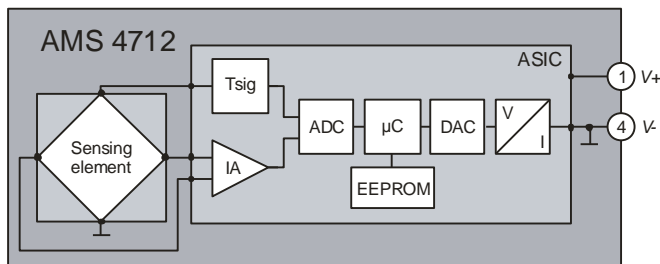 AMS 4712
ASIC
Tsig
1 V+
ADC
µC
DAC
V
I
4 V-
Sensing
element
IA
EEPROM